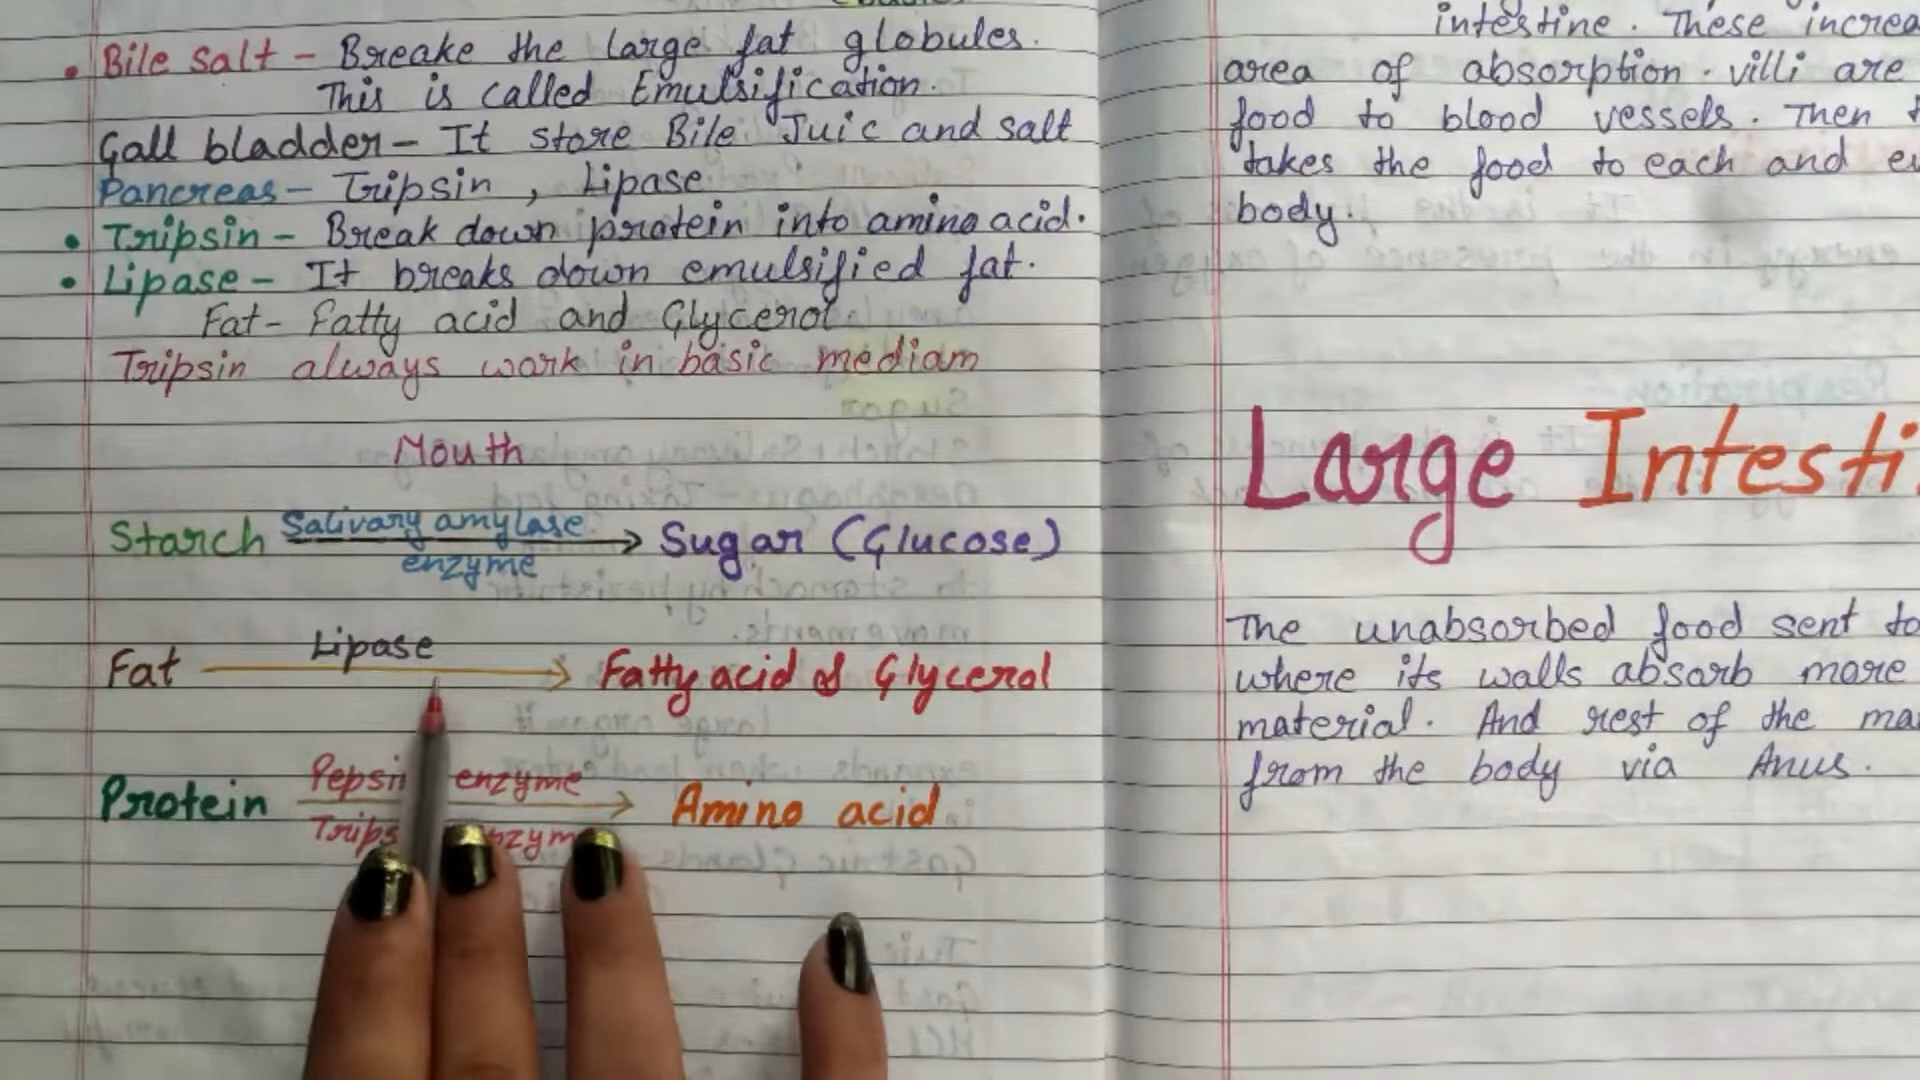 • Bile Salt - Breake the large fat globules.
This is called Emulsification.
Gall bladder - It store Bile Juic and salt
Pancreas - Tripsin , Lipase
• Tripsin - Break down protein into amino acid.
• Lipase - It breaks down emulsified fat.
Fat - Fatty acid and Glycerol
Tripsin always work in basic mediam
Mouth
Starch Salivary amylase enzyme → Sugar (Glucose)
Fat Lipase → Fatty acid & Glycerol
Protein Pepsi enzyme → Amino acid
Trips nzym
intestine. These increa
area of absorption. villi are
food to blood vessels. Then t
takes the food to each and ev
body.
Large Intesti
The unabsorbed food sent to
where its walls absorb more
material. And rest of the ma
from the body via Anus.